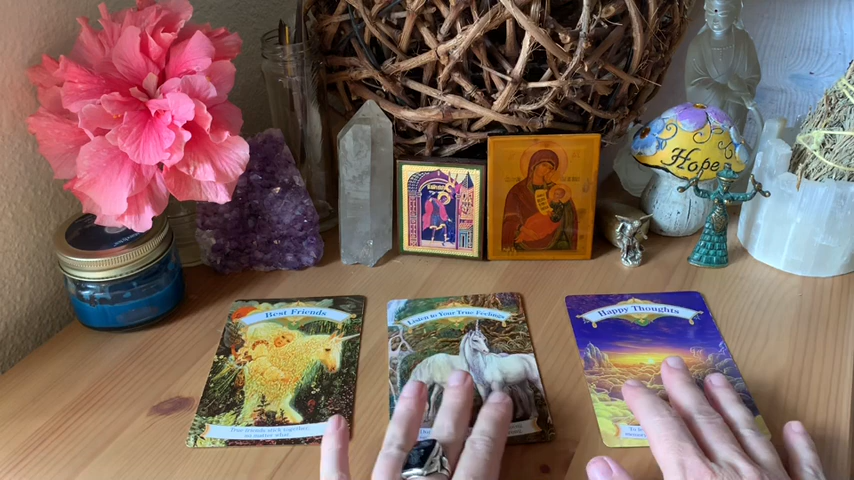 Hope
Best Friends
True friends stick together,
no matter what
Listen to Your True Feelings
Happy Thoughts